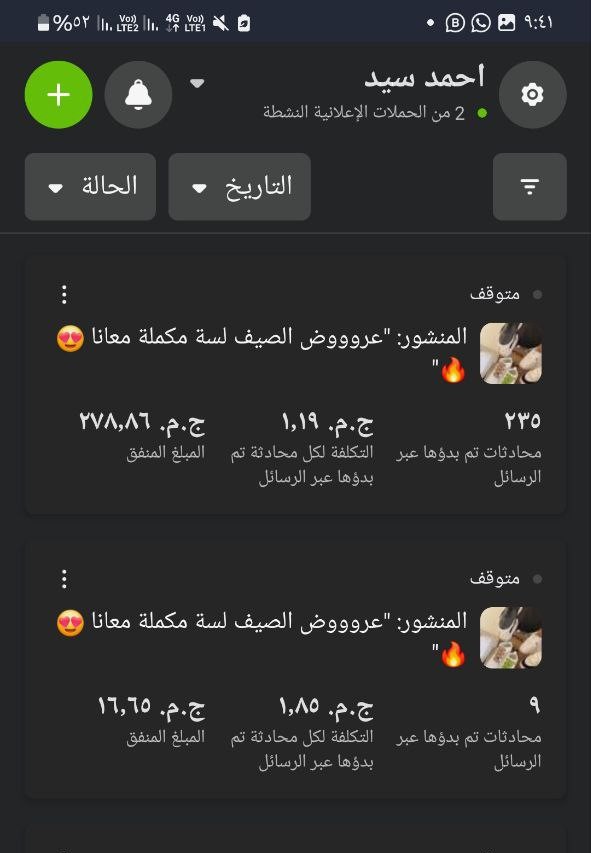 ٩:٤١
Vo)) LTE1 4G Vo)) LTE2 %٥٢
احمد سيد
2 من الحملات الإعلانية النشطة
التاريخ
الحالة
متوقف
المنشور: "عروووض الصيف لسة مكملة معانا 😍
🔥"
٢٣٥ ج.م. ١,١٩ ج.م. ٢٧٨,٨٦
محادثات تم بدؤها عبر التكلفة لكل محادثة تم المبلغ المنفق
الرسائل بدؤها عبر الرسائل
متوقف
المنشور: "عروووض الصيف لسة مكملة معانا 😍
🔥"
٩ ج.م. ١,٨٥ ج.م. ١٦,٦٥
محادثات تم بدؤها عبر التكلفة لكل محادثة تم المبلغ المنفق
الرسائل بدؤها عبر الرسائل